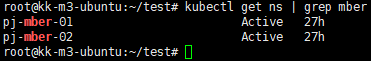 root@kk-m3-ubuntu:~/test# kubectl get ns | grep mber
pj-mber-01                    Active   27h
pj-mber-02                    Active   27h
root@kk-m3-ubuntu:~/test#